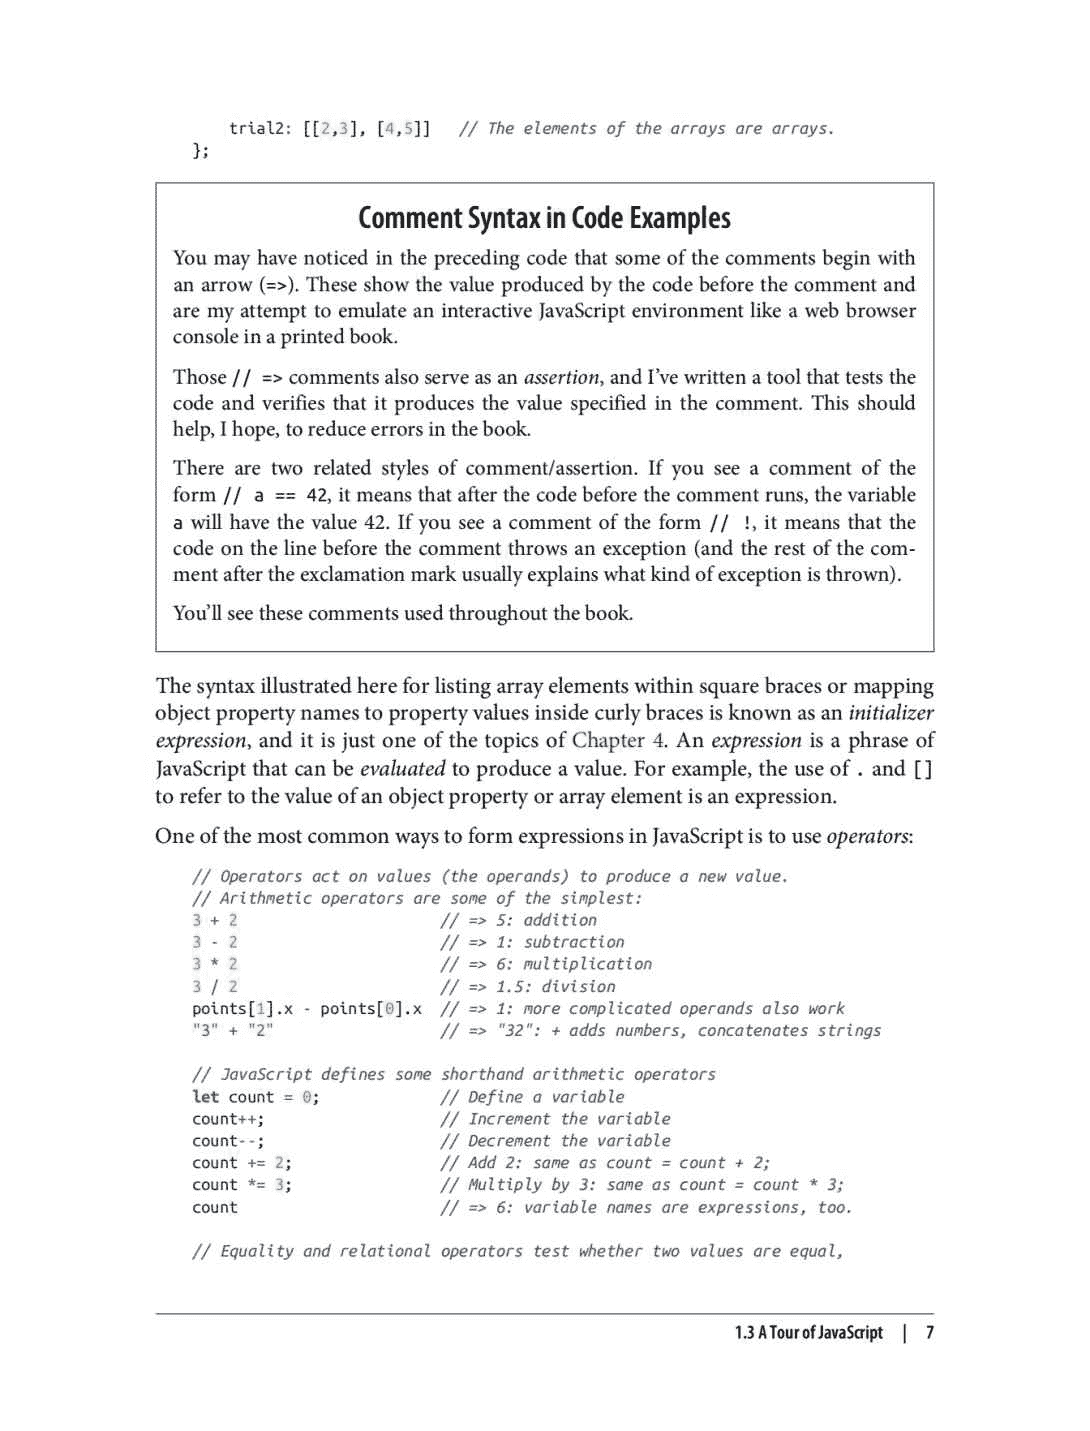 trial2: [[2,3], [4,5]]   // The elements of the arrays are arrays.
};
Comment Syntax in Code Examples
You may have noticed in the preceding code that some of the comments begin with
an arrow (=>). These show the value produced by the code before the comment and
are my attempt to emulate an interactive JavaScript environment like a web browser
console in a printed book.
Those // => comments also serve as an assertion, and I’ve written a tool that tests the
code and verifies that it produces the value specified in the comment. This should
help, I hope, to reduce errors in the book.
There are two related styles of comment/assertion. If you see a comment of the
form // a == 42, it means that after the code before the comment runs, the variable
a will have the value 42. If you see a comment of the form // !, it means that the
code on the line before the comment throws an exception (and the rest of the com-
ment after the exclamation mark usually explains what kind of exception is thrown).
You’ll see these comments used throughout the book.
The syntax illustrated here for listing array elements within square braces or mapping
object property names to property values inside curly braces is known as an initializer
expression, and it is just one of the topics of Chapter 4. An expression is a phrase of
JavaScript that can be evaluated to produce a value. For example, the use of . and []
to refer to the value of an object property or array element is an expression.
One of the most common ways to form expressions in JavaScript is to use operators:
// Operators act on values (the operands) to produce a new value.
// Arithmetic operators are some of the simplest:
3 + 2                      // => 5: addition
3 - 2                      // => 1: subtraction
3 * 2                      // => 6: multiplication
3 / 2                      // => 1.5: division
points[1].x - points[0].x  // => 1: more complicated operands also work
"3" + "2"                  // => "32": + adds numbers, concatenates strings
// JavaScript defines some shorthand arithmetic operators
let count = 0;             // Define a variable
count++;                   // Increment the variable
count--;                   // Decrement the variable
count += 2;                // Add 2: same as count = count + 2;
count *= 3;                // Multiply by 3: same as count = count * 3;
count                      // => 6: variable names are expressions, too.
// Equality and relational operators test whether two values are equal,
1.3 A Tour of JavaScript | 7